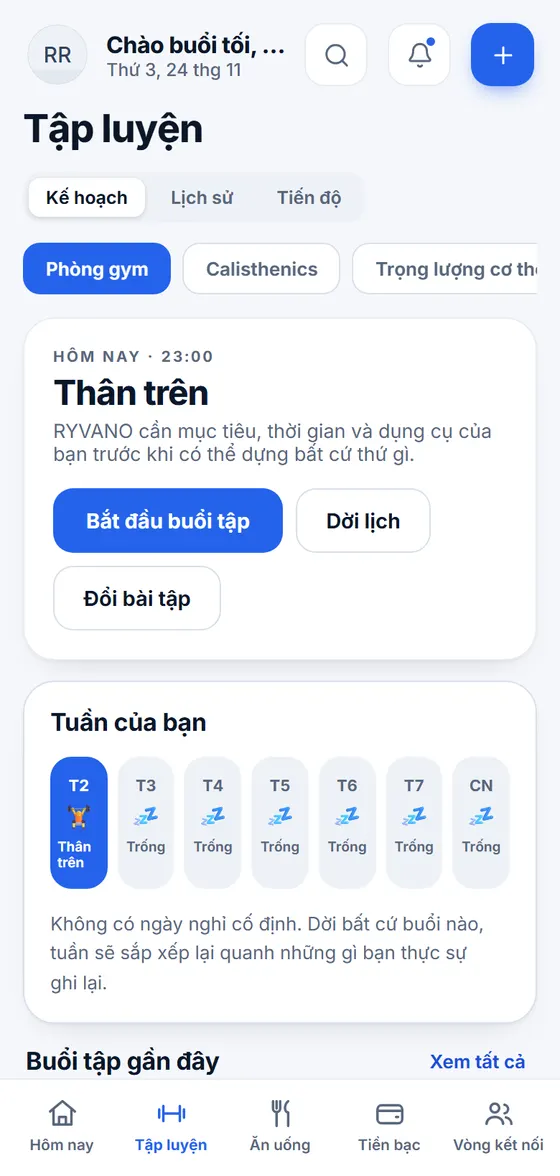 RR
Chào buổi tối, ...
Thứ 3, 24 thg 11
Tập luyện
Kế hoạch
Lịch sử
Tiến độ
Phòng gym
Calisthenics
Trọng lượng cơ
HÔM NAY · 23:00
Thân trên
RYVANO cần mục tiêu, thời gian và dụng cụ của
bạn trước khi có thể dựng bất cứ thứ gì.
Bắt đầu buổi tập
Dời lịch
Đổi bài tập
Tuần của bạn
T2
T3
T4
T5
T6
T7
CN
Thân
trên
Trống
Trống
Trống
Trống
Trống
Trống
Không có ngày nghỉ cố định. Dời bất cứ buổi nào,
tuần sẽ sắp xếp lại quanh những gì bạn thực sự
ghi lại.
Buổi tập gần đây
Xem tất cả
Hôm nay
Tập luyện
Ăn uống
Tiền bạc
Vòng kết nối